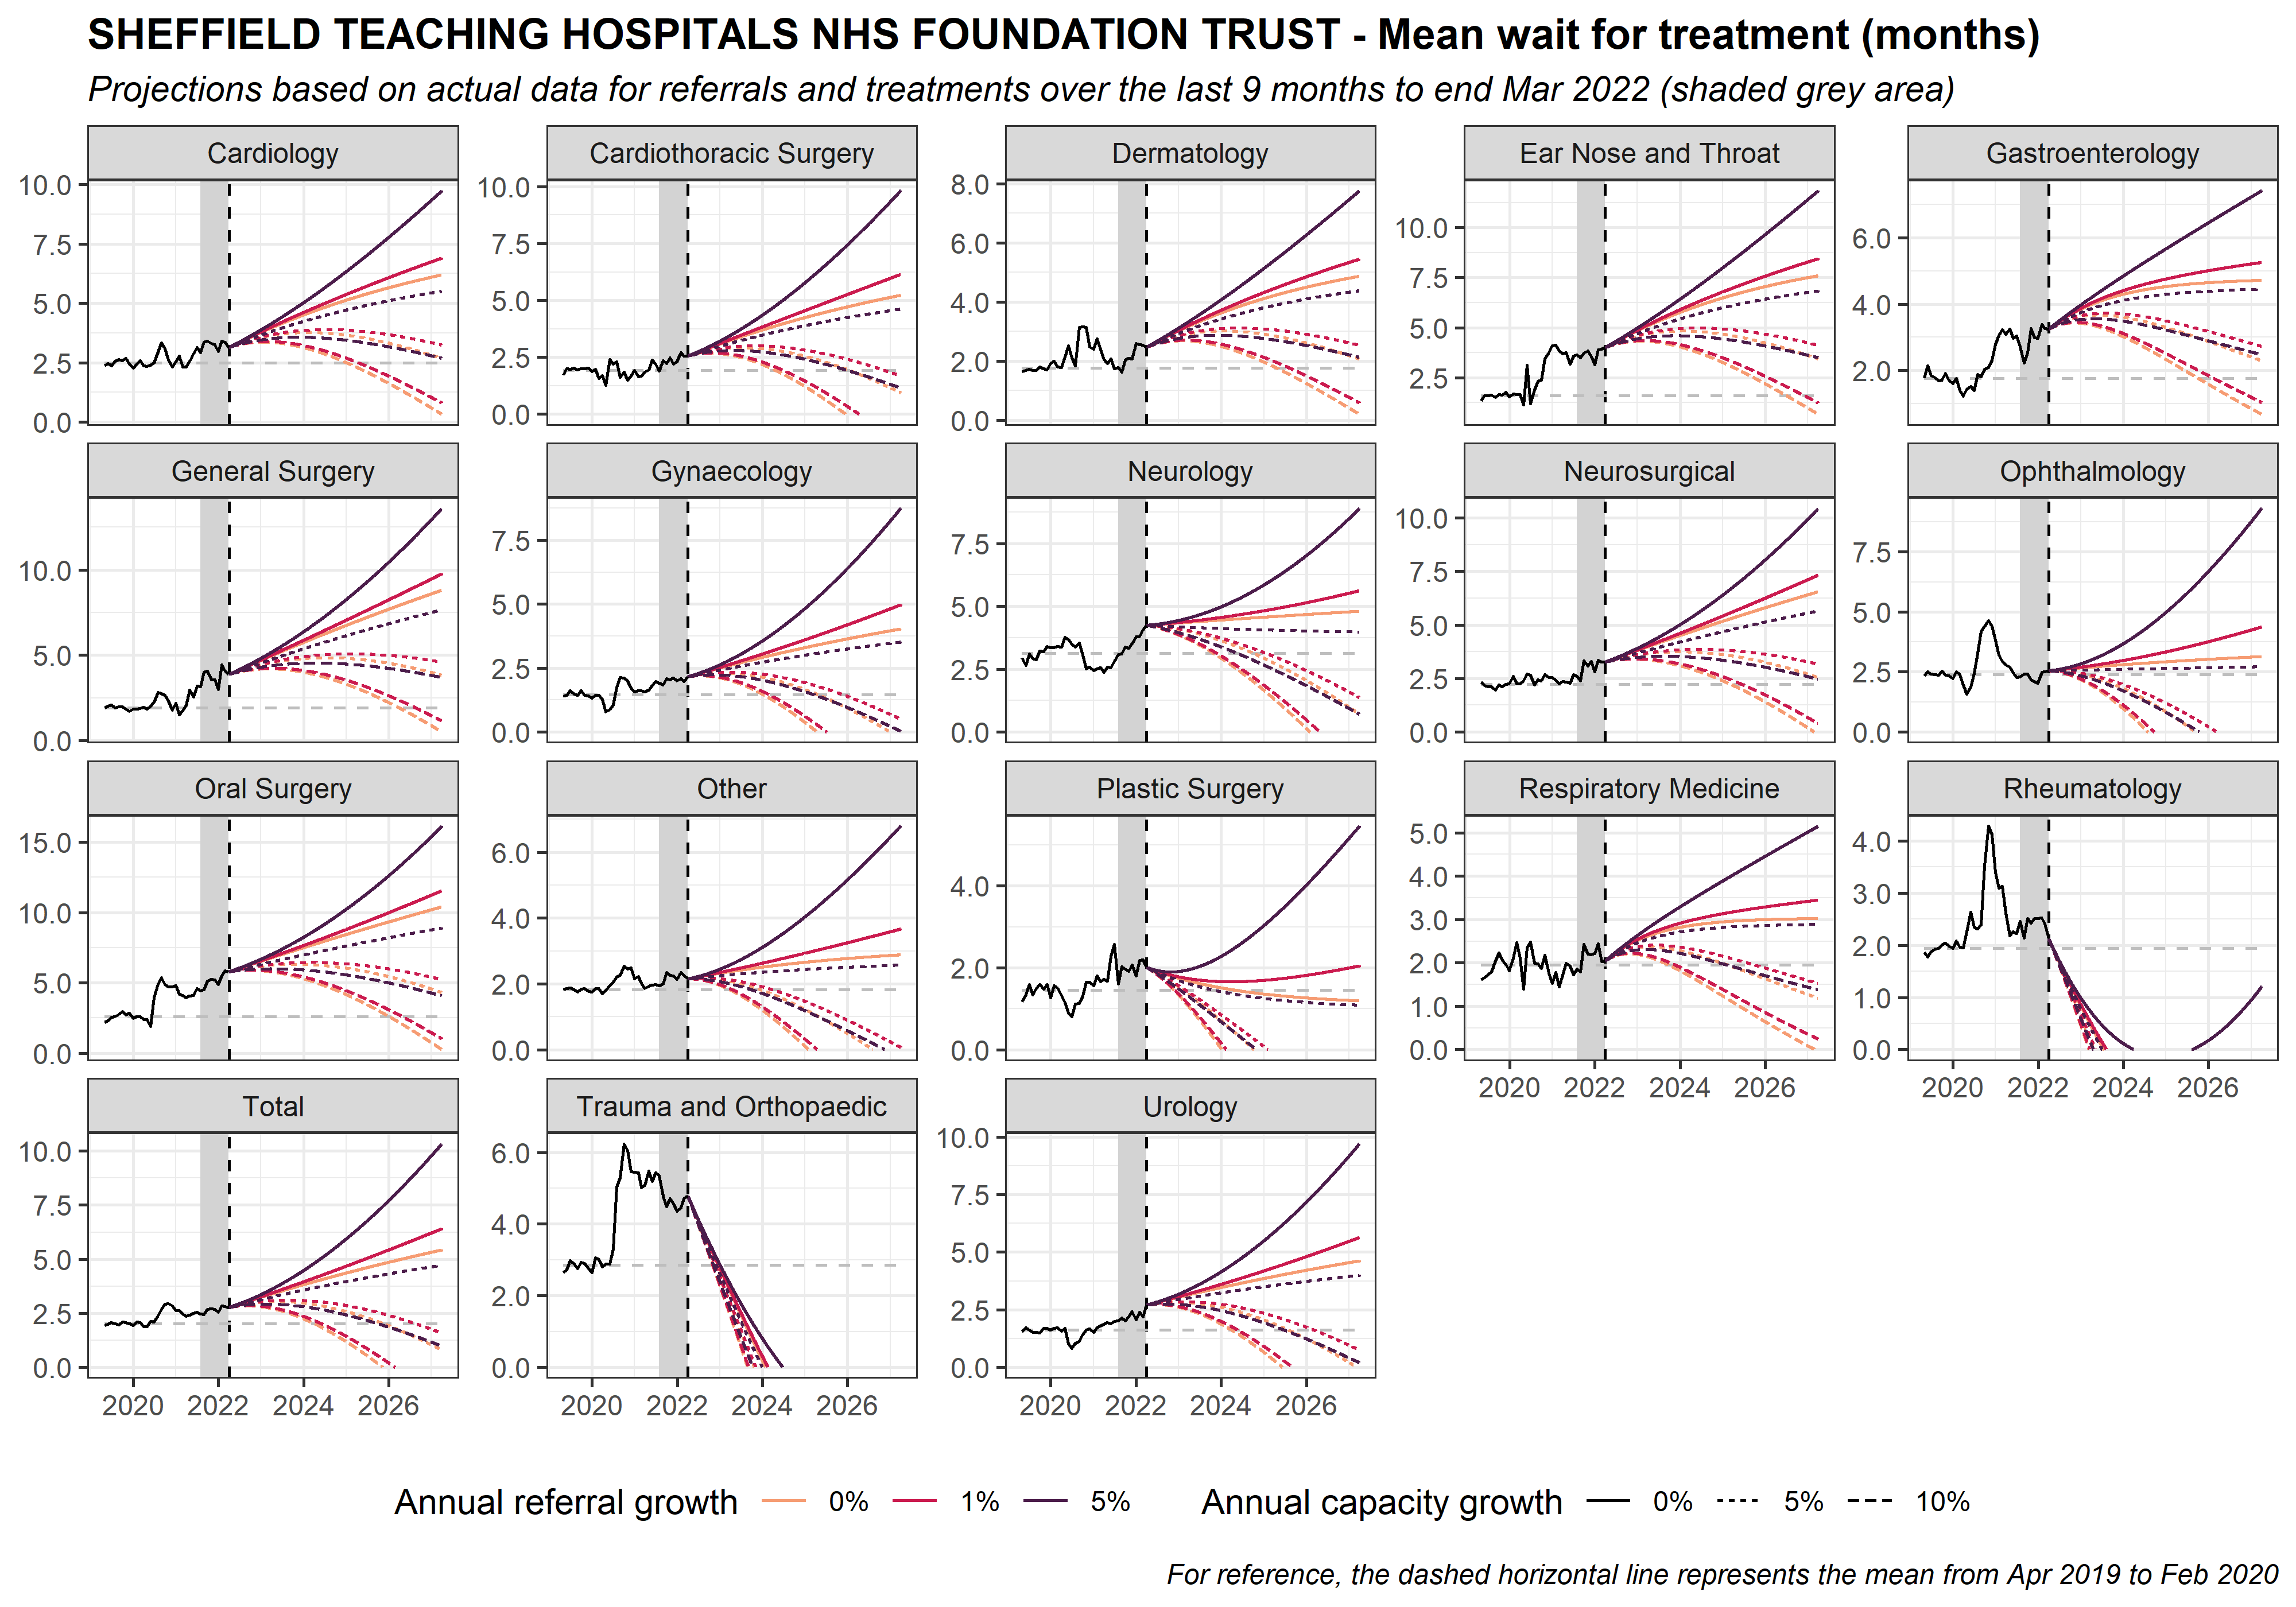 SHEFFIELD TEACHING HOSPITALS NHS FOUNDATION TRUST - Mean wait for treatment (months)
Projections based on actual data for referrals and treatments over the last 9 months to end Mar 2022 (shaded grey area)
Cardiology
10.0
7.5
5.0
2.5
0.0
Cardiothoracic Surgery
10.0
7.5
5.0
2.5
0.0
Dermatology
8.0
6.0
4.0
2.0
0.0
Ear Nose and Throat
10.0
7.5
5.0
2.5
Gastroenterology
6.0
4.0
2.0
General Surgery
10.0
5.0
0.0
Gynaecology
7.5
5.0
2.5
0.0
Neurology
7.5
5.0
2.5
0.0
Neurosurgical
10.0
7.5
5.0
2.5
0.0
Ophthalmology
7.5
5.0
2.5
0.0
Oral Surgery
15.0
10.0
5.0
0.0
Other
6.0
4.0
2.0
0.0
Plastic Surgery
4.0
2.0
0.0
Respiratory Medicine
5.0
4.0
3.0
2.0
1.0
0.0
2020 2022 2024 2026
Rheumatology
4.0
3.0
2.0
1.0
0.0
2020 2022 2024 2026
Total
10.0
7.5
5.0
2.5
0.0
2020 2022 2024 2026
Trauma and Orthopaedic
6.0
4.0
2.0
0.0
2020 2022 2024 2026
Urology
10.0
7.5
5.0
2.5
0.0
2020 2022 2024 2026
Annual referral growth 0% 1% 5% Annual capacity growth 0% 5% 10%
For reference, the dashed horizontal line represents the mean from Apr 2019 to Feb 2020